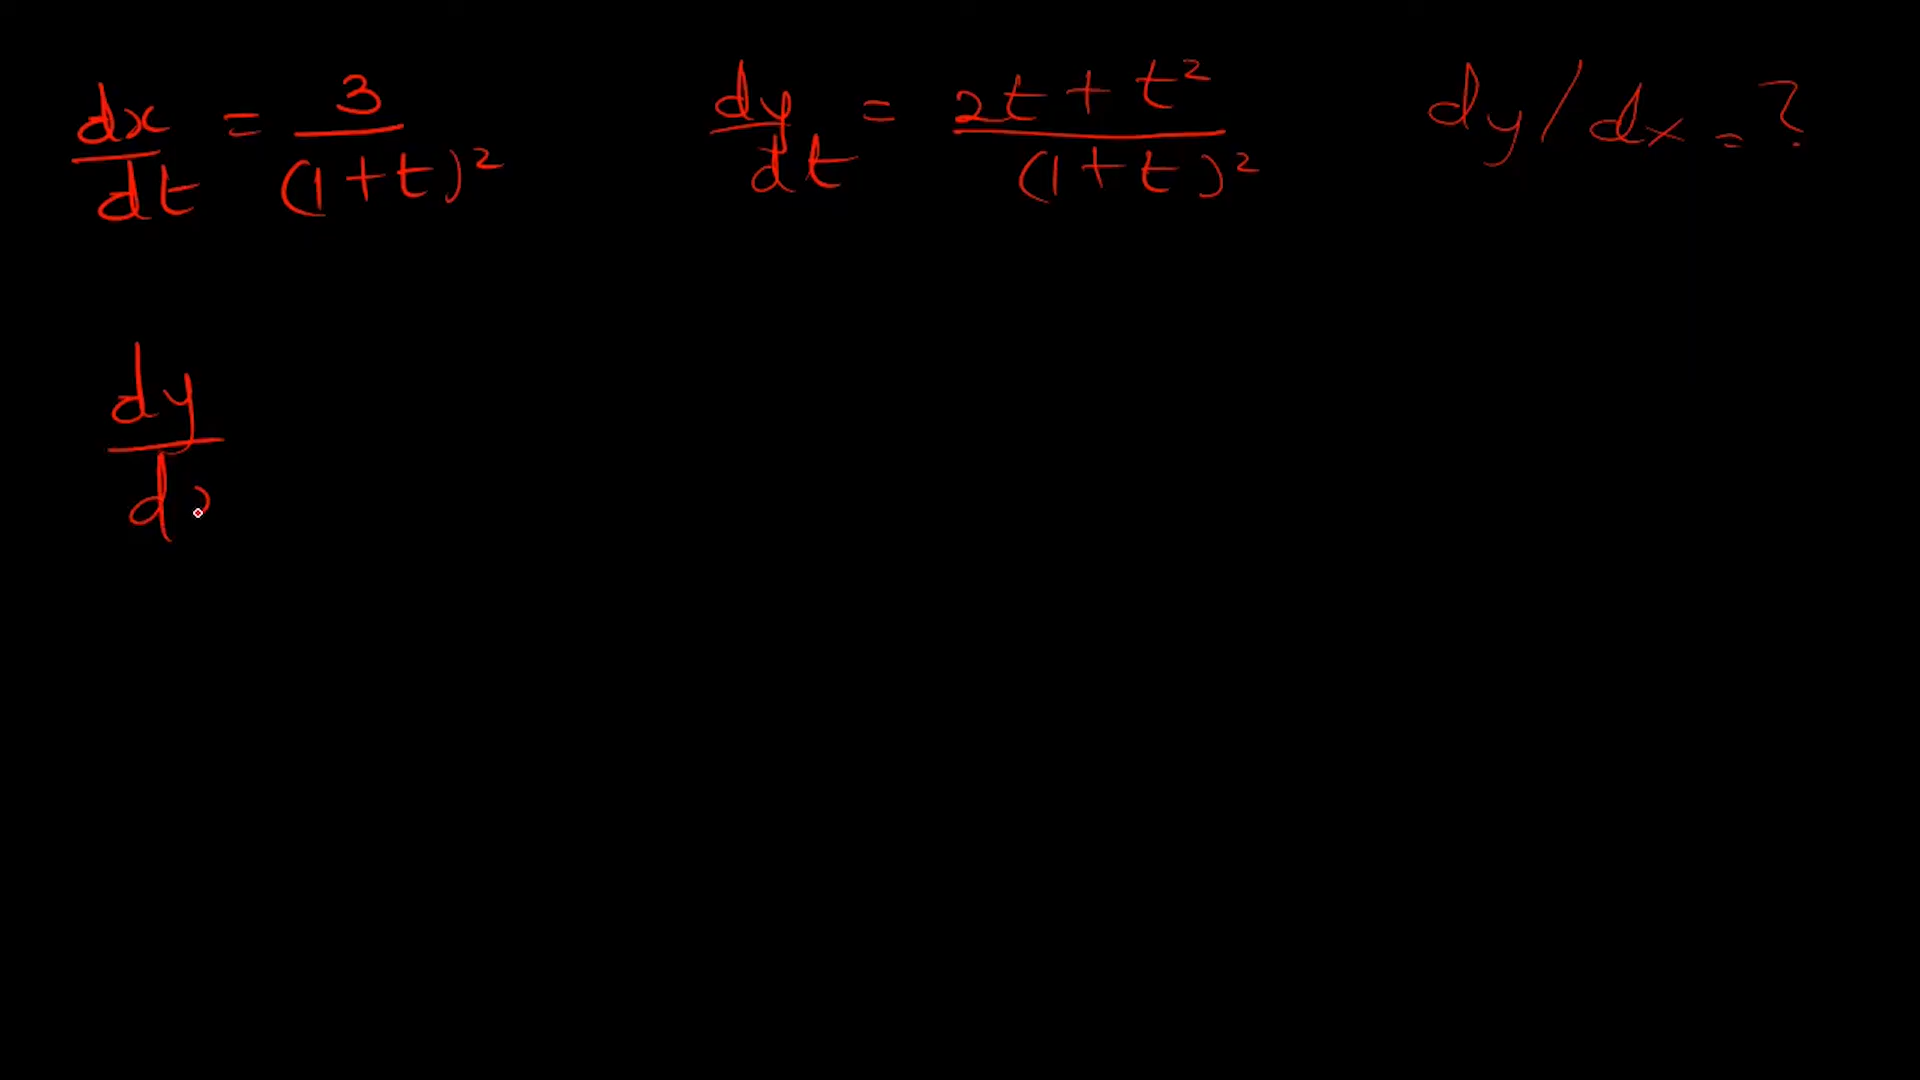 dx/dt = 3/(1+t)²    dy/dt = (2t + t²)/(1+t)²    dy/dx = ?
dy/d